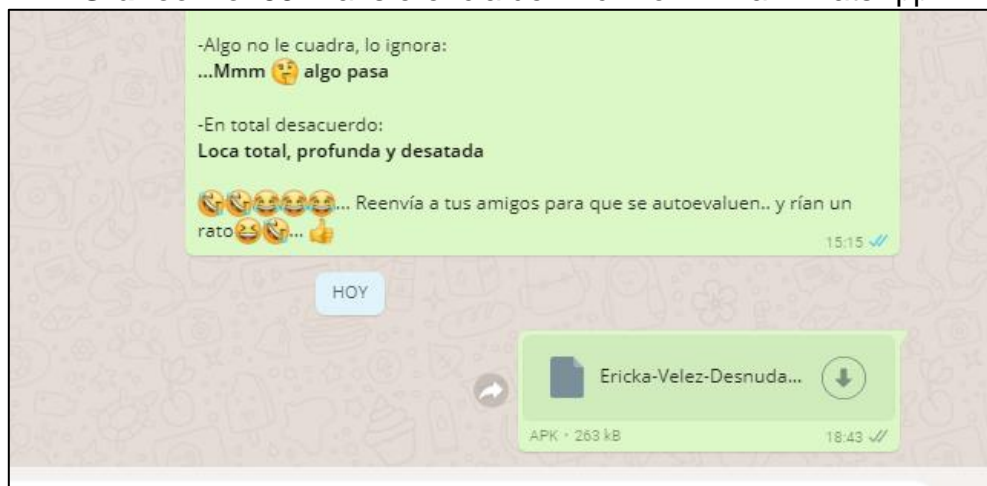 -Algo no le cuadra, lo ignora:
...Mmm 🤔 algo pasa
-En total desacuerdo:
Loca total, profunda y desatada
🤣🤣😂😂😂... Reenvía a tus amigos para que se autoevaluen.. y rían un
rato😆🤣... 👍
15:15
HOY
Ericka-Velez-Desnuda...
APK • 263 kB
18:43